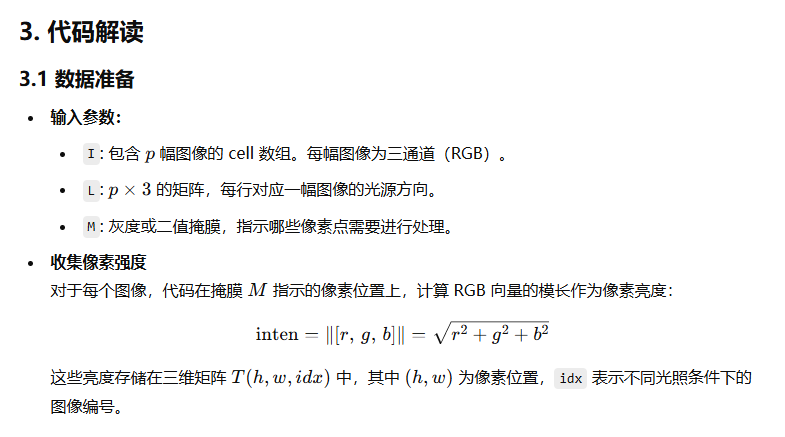 3. 代码解读
3.1 数据准备
• 输入参数：
• I: 包含 p 幅图像的 cell 数组。每幅图像为三通道（RGB）。
• L: p × 3 的矩阵，每行对应一幅图像的光源方向。
• M: 灰度或二值掩膜，指示哪些像素点需要进行处理。
• 收集像素强度
对于每个图像，代码在掩膜 M 指示的像素位置上，计算 RGB 向量的模长作为像素亮度：
inten = ∥[r, g, b]∥ = √(r² + g² + b²)
这些亮度存储在三维矩阵 T(h, w, idx) 中，其中 (h, w) 为像素位置，idx 表示不同光照条件下的
图像编号。